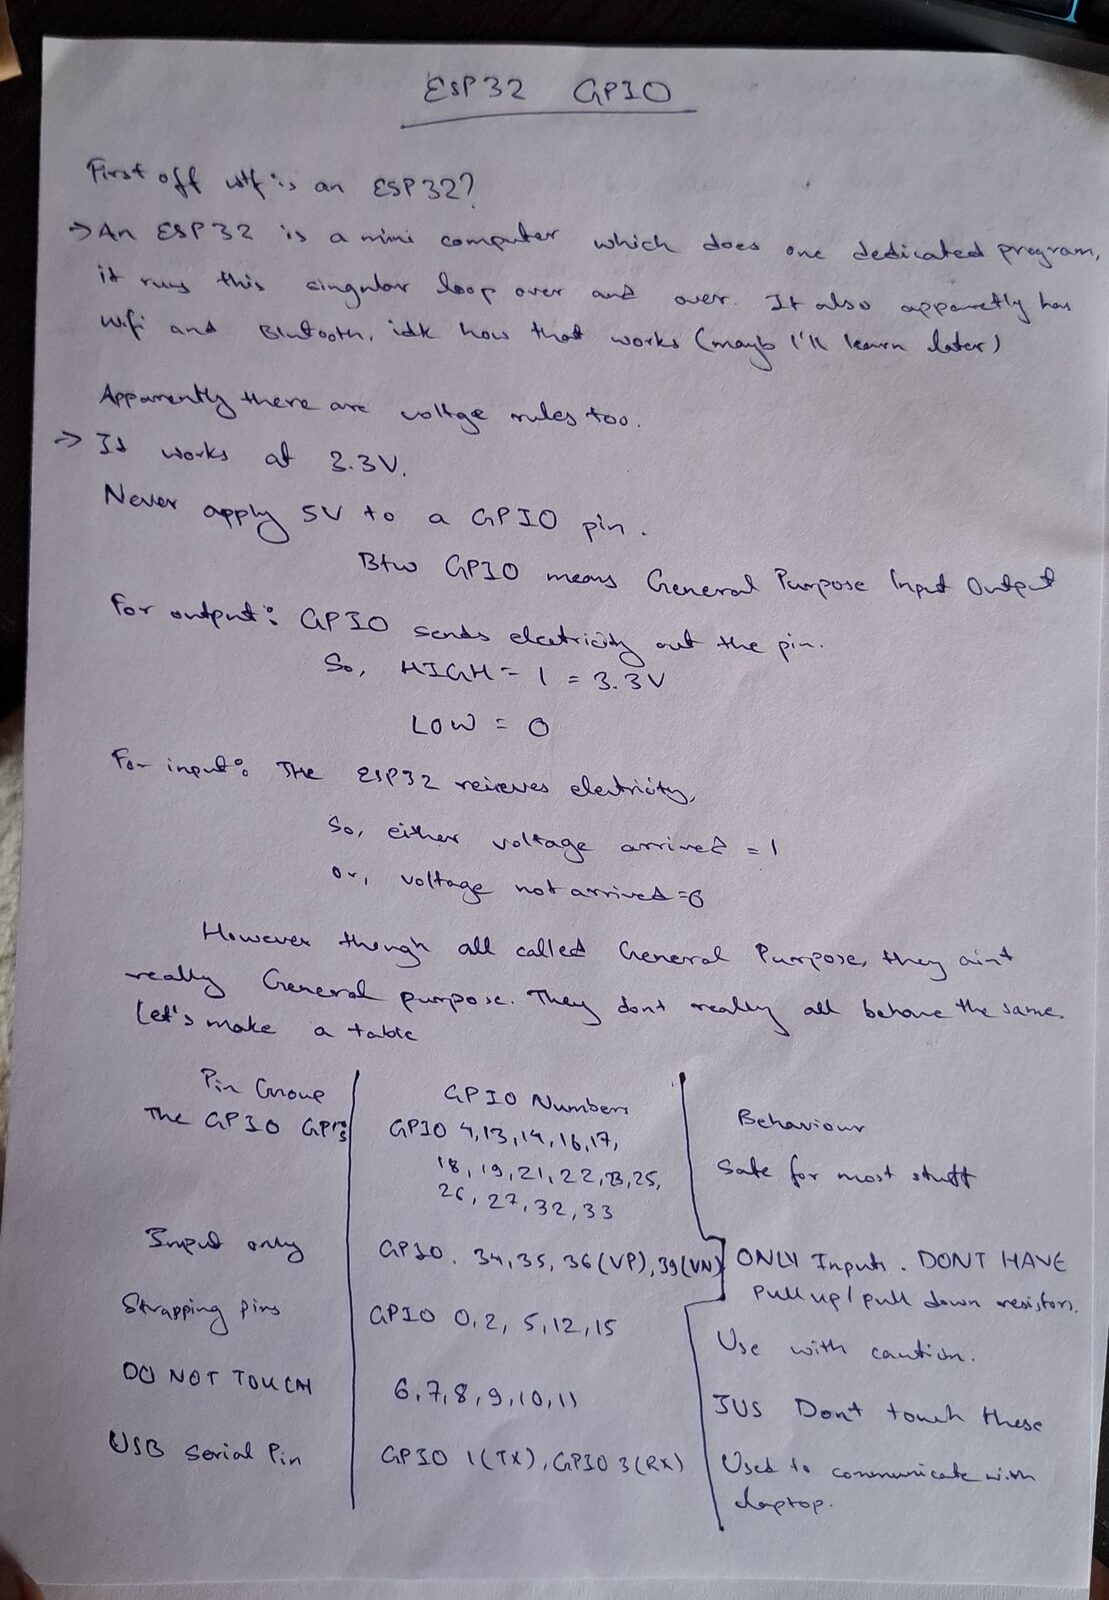 ESP32 GPIO
First off wtf is an ESP32?
→ An ESP32 is a mini computer which does one dedicated program,
it runs this singular loop over and over. It also apparetly has
wifi and Blutooth, idk how that works (mayb I'll learn later)
Apparently there are voltge rules too.
→ It works at 3.3V.
Never apply 5V to a GPIO pin.
Btw GPIO means General Purpose Input Output
For output: GPIO sends electricity out the pin.
So, HIGH = 1 = 3.3V
LOW = 0
For input: The ESP32 recieves electricity,
So, either voltage arrived = 1
or, voltage not arrived = 0
However though all called General Purpose, they aint
really General purpose. They dont really all behave the same.
Let's make a table
Pin Group GPIO Numbers Behaviour
The GPIO GPIOs GPIO 4,13,14,16,17, Safe for most stuff
18,19,21,22,23,25,
26,27,32,33
Input only GPIO. 34,35,36(VP),39(VN) ONLY Inputs. DONT HAVE
Pull up/pull down resistors.
Strapping pins GPIO 0,2,5,12,15 Use with caution.
DO NOT TOUCH 6,7,8,9,10,11 JUS Dont touch these
USB Serial Pin GPIO 1(TX), GPIO 3(RX) Used to communicate with
laptop.